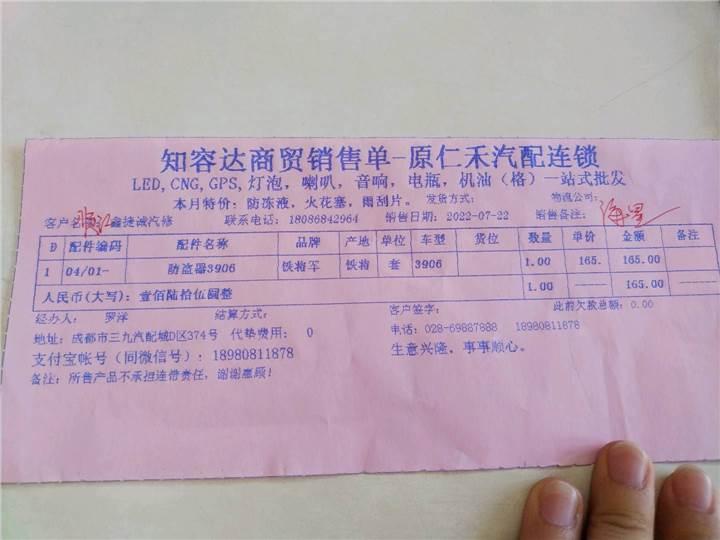 知容达商贸销售单-原仁禾汽配连锁
LED,CNG,GPS,灯泡，喇叭，音响，电瓶，机油（格）一站式批发
本月特价：防冻液，火花塞，雨刮片。 发货方式： 物流公司：
客户名 鑫捷诚汽修 联系电话：18086842964 销售日期：2022-07-22 销售备注：
D 配件编码 配件名称 品牌 产地 单位 车型 货位 数量 单价 金额 备注
1 04/01- 防盗器3906 铁将军 铁将 套 3906 1.00 165. 165.00
人民币(大写)：壹佰陆拾伍圆整 1.00 ----- 165.00
经办人： 罗洋 结算方式： 客户签字： 此前欠款总额：0.00
地址：成都市三九汽配城D区374号 代垫费用： 0 电话：028-69887888 18980811878
支付宝帐号（同微信号）：18980811878 生意兴隆，事事顺心。
备注：所售产品不承担连带责任，谢谢惠顾！